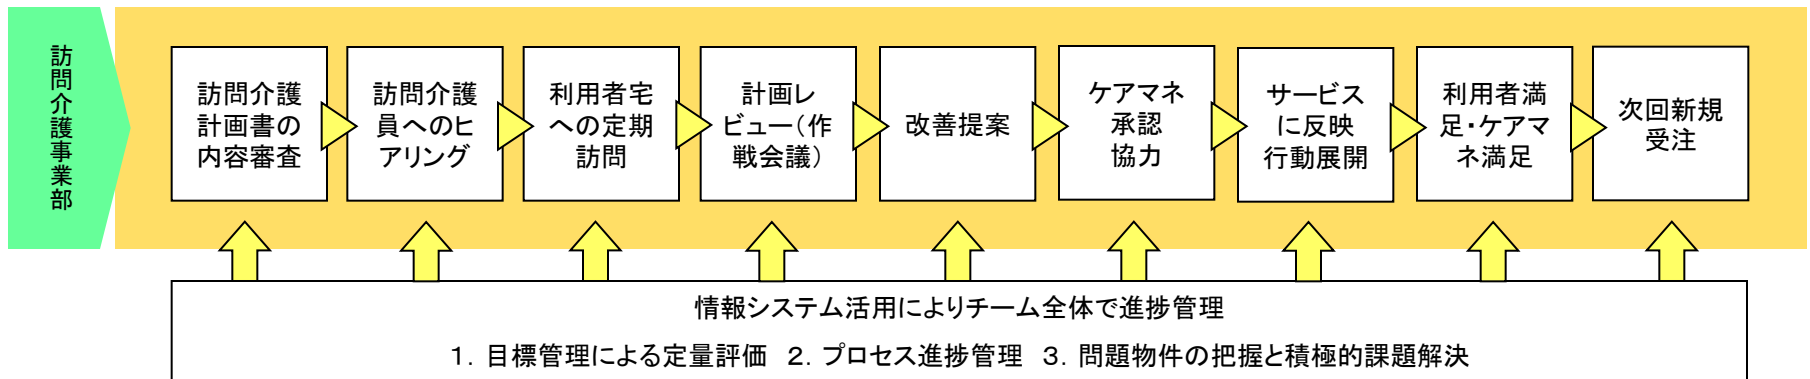 訪問介護事業部
訪問介護
計画書の
内容審査
訪問介護
員へのヒ
アリング
利用者宅
への定期
訪問
計画レ
ビュー（作
戦会議）
改善提案
ケアマネ
承認
協力
サービス
に反映
行動展開
利用者満
足・ケアマ
ネ満足
次回新規
受注
情報システム活用によりチーム全体で進捗管理
１．目標管理による定量評価　２．プロセス進捗管理　３．問題物件の把握と積極的課題解決